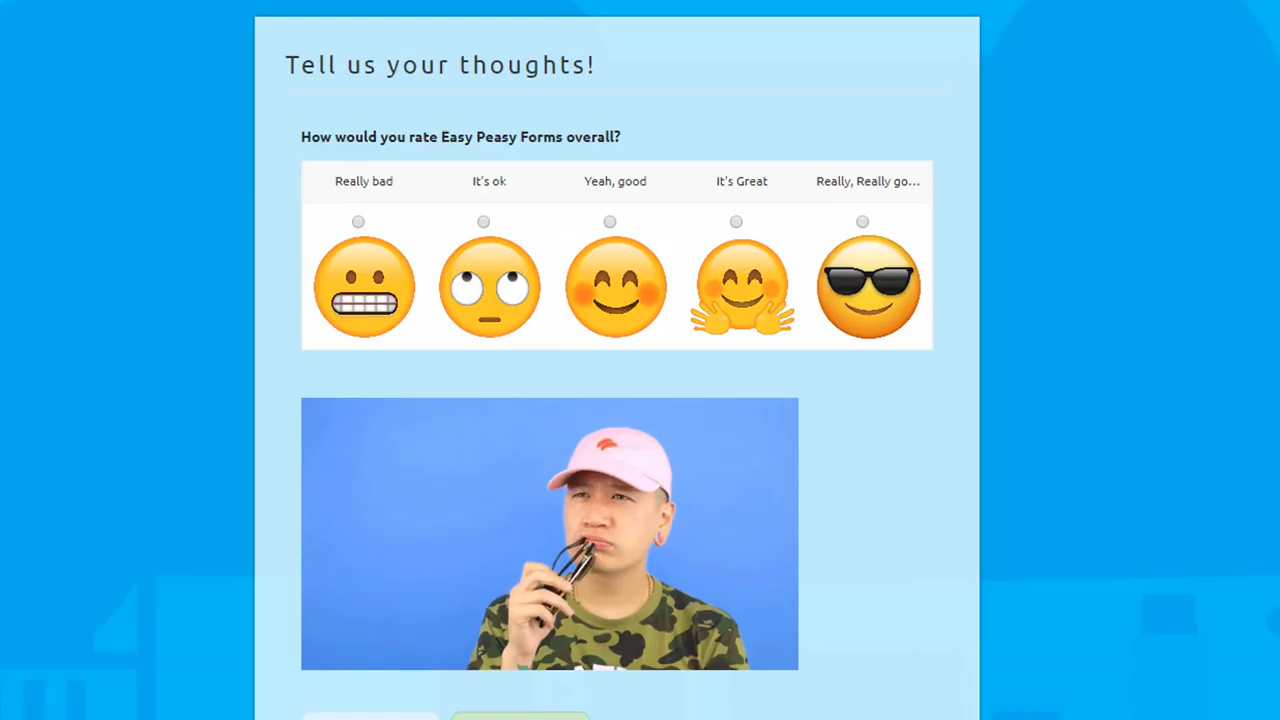 Tell us your thoughts!
How would you rate Easy Peasy Forms overall?
Really bad It's ok Yeah, good It's Great Really, Really go...